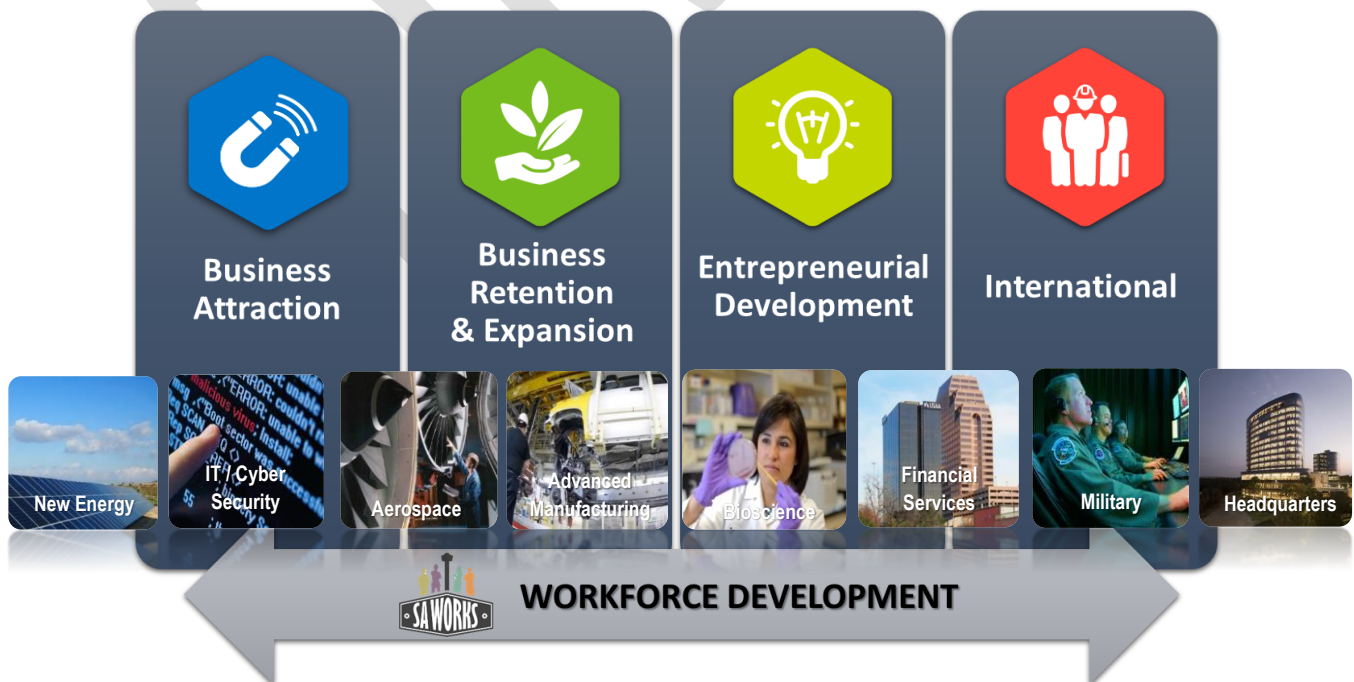 Business
Attraction
Business
Retention
& Expansion
Entrepreneurial
Development
International
New Energy
IT / Cyber
Security
Aerospace
Advanced
Manufacturing
Bioscience
Financial
Services
Military
Headquarters
SA WORKS
WORKFORCE DEVELOPMENT